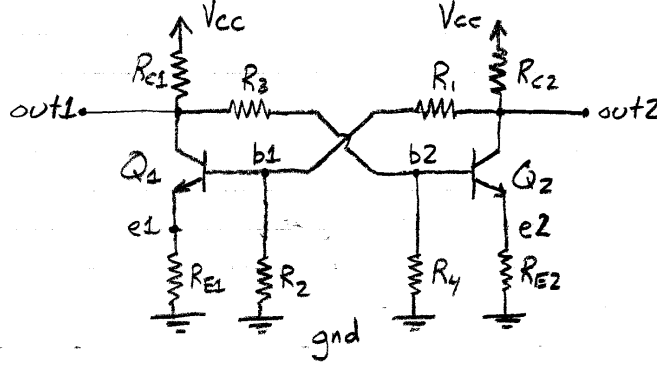 Vcc Vcc
RC1 R3 R1 RC2
out1 out2
Q1 b1 b2 Q2
e1 e2
RE1 R2 R4 RE2
gnd